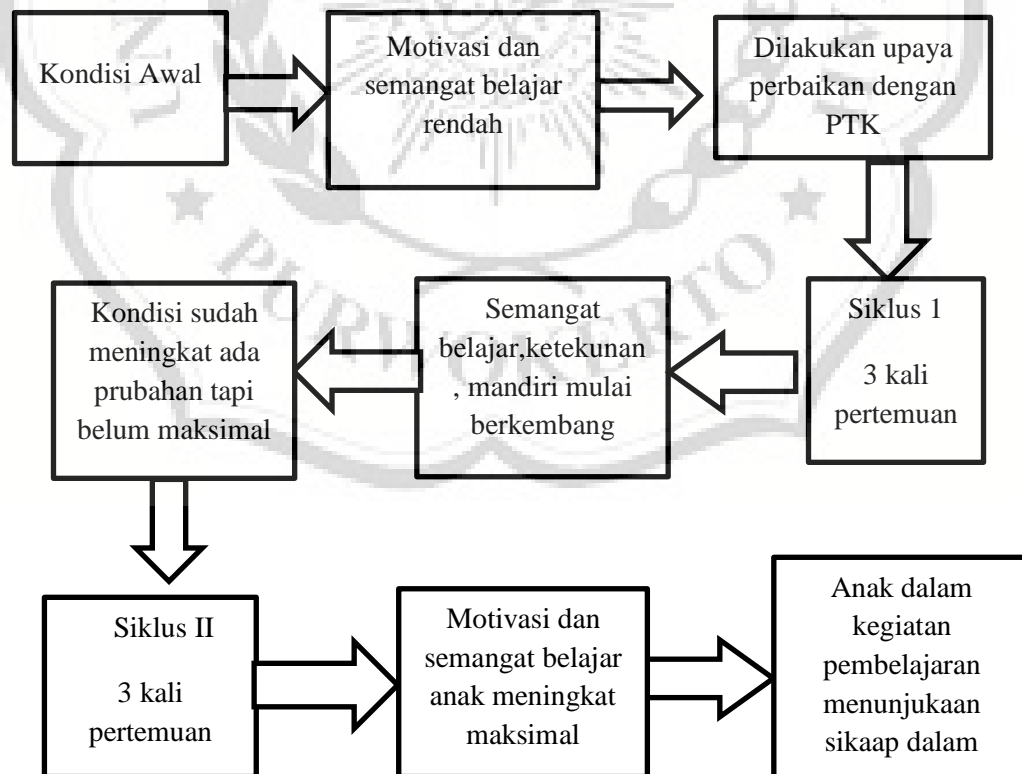 Kondisi Awal
Motivasi dan
semangat belajar
rendah
Dilakukan upaya
perbaikan dengan
PTK
Siklus 1
3 kali
pertemuan
Semangat
belajar,ketekunan
, mandiri mulai
berkembang
Kondisi sudah
meningkat ada
prubahan tapi
belum maksimal
Siklus II
3 kali
pertemuan
Motivasi dan
semangat belajar
anak meningkat
maksimal
Anak dalam
kegiatan
pembelajaran
menunjukaan
sikaap dalam